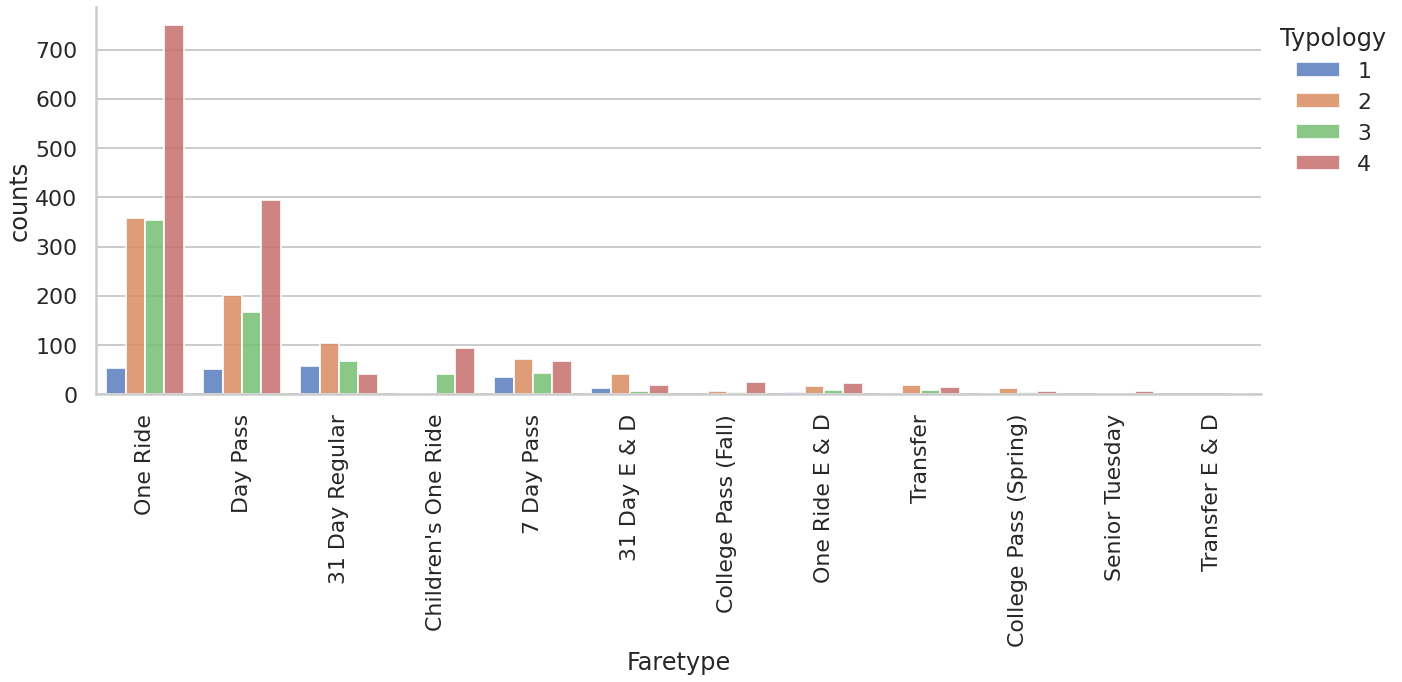 Typology
1
2
3
4
counts
700
600
500
400
300
200
100
0
One Ride
Day Pass
31 Day Regular
Children's One Ride
7 Day Pass
31 Day E & D
College Pass (Fall)
One Ride E & D
Transfer
College Pass (Spring)
Senior Tuesday
Transfer E & D
Faretype